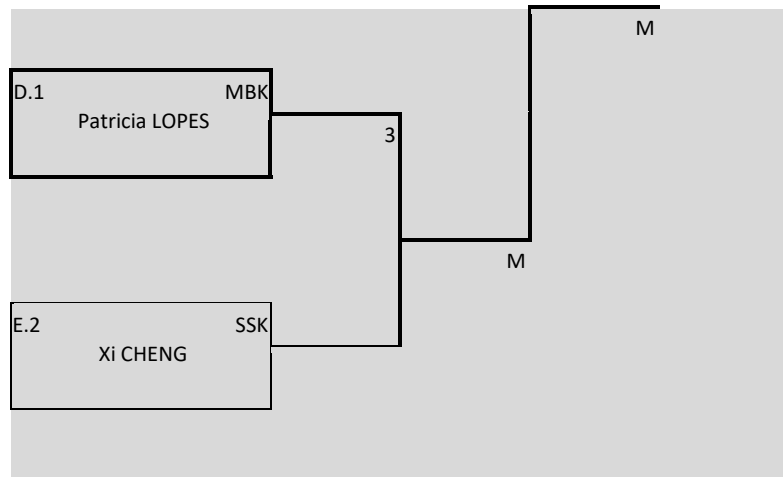 M
D.1 MBK
Patricia LOPES
3
M
E.2 SSK
Xi CHENG